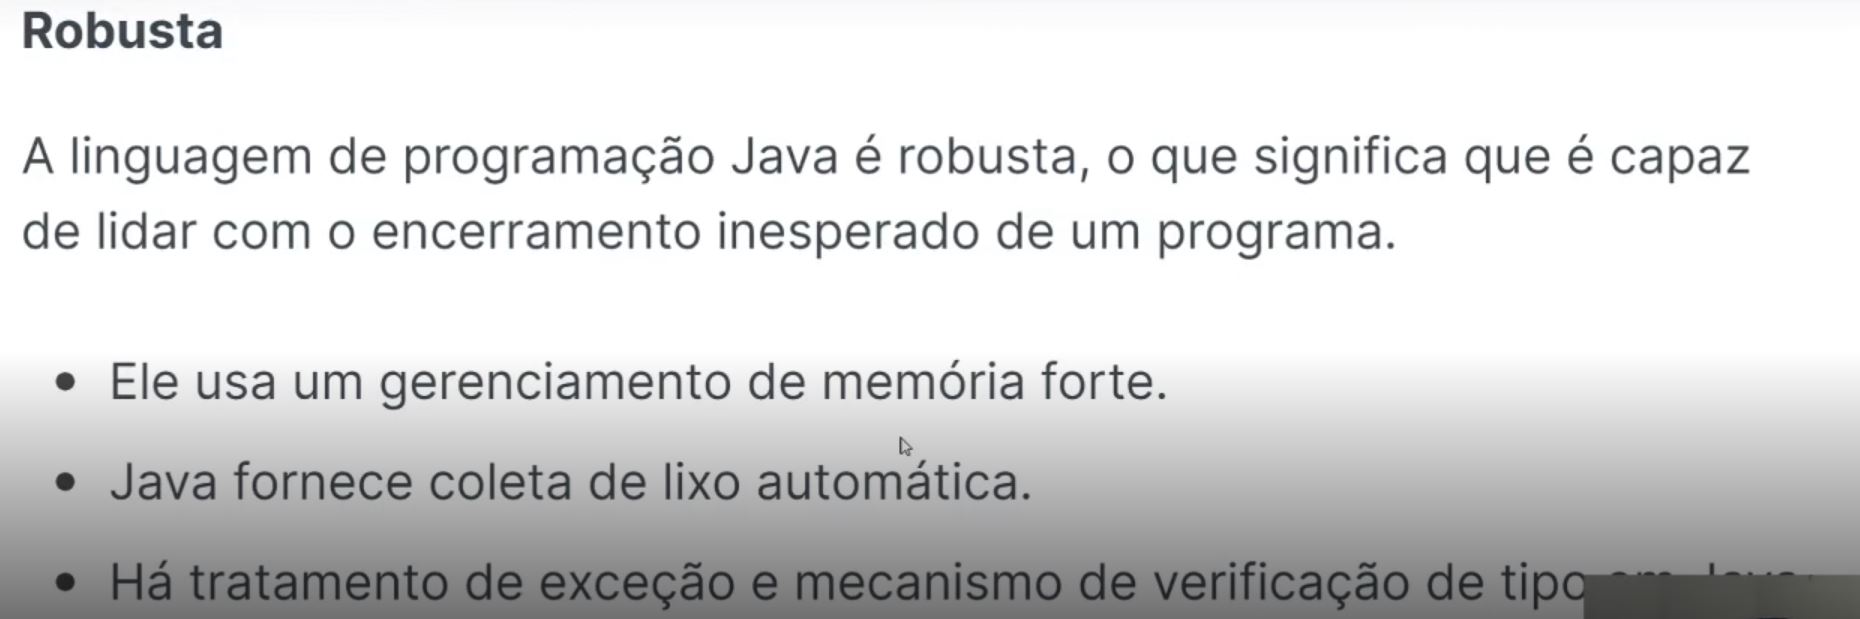 Robusta
A linguagem de programação Java é robusta, o que significa que é capaz
de lidar com o encerramento inesperado de um programa.
• Ele usa um gerenciamento de memória forte.
• Java fornece coleta de lixo automática.
• Há tratamento de exceção e mecanismo de verificação de tipo